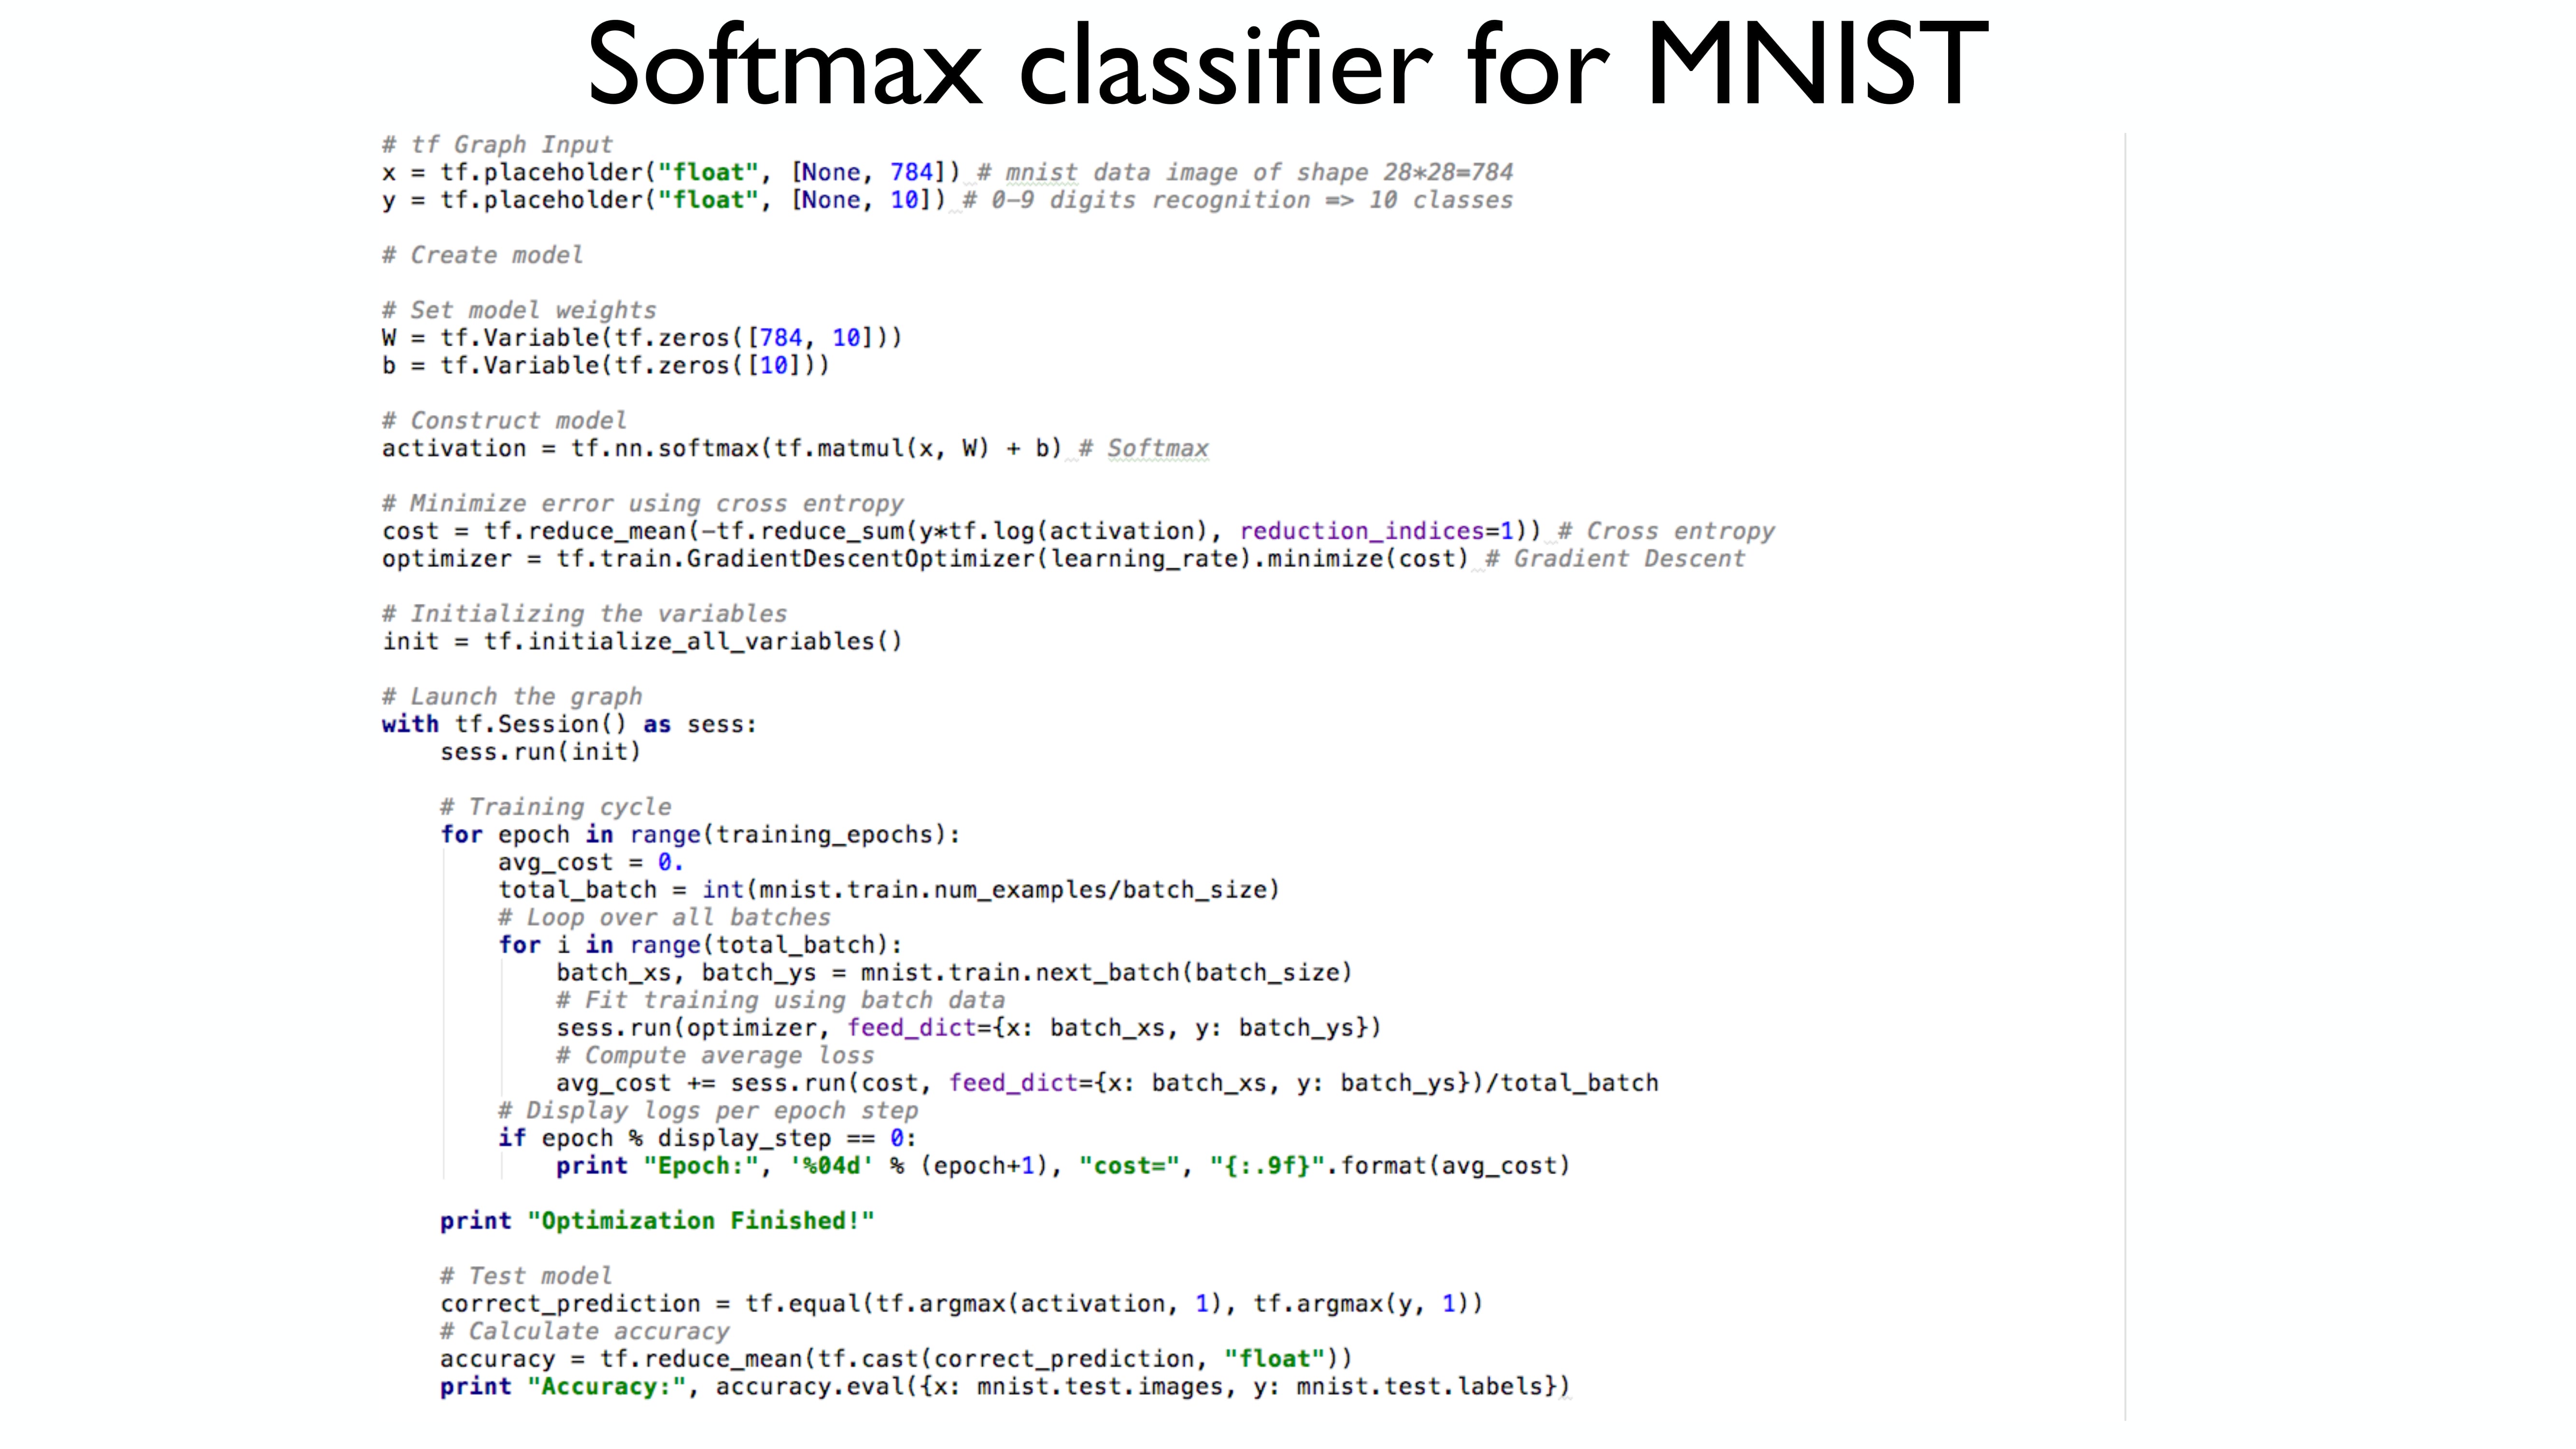 Softmax classifier for MNIST
# tf Graph Input
x = tf.placeholder("float", [None, 784]) # mnist data image of shape 28*28=784
y = tf.placeholder("float", [None, 10]) # 0-9 digits recognition => 10 classes
# Create model
# Set model weights
W = tf.Variable(tf.zeros([784, 10]))
b = tf.Variable(tf.zeros([10]))
# Construct model
activation = tf.nn.softmax(tf.matmul(x, W) + b) # Softmax
# Minimize error using cross entropy
cost = tf.reduce_mean(-tf.reduce_sum(y*tf.log(activation), reduction_indices=1)) # Cross entropy
optimizer = tf.train.GradientDescentOptimizer(learning_rate).minimize(cost) # Gradient Descent
# Initializing the variables
init = tf.initialize_all_variables()
# Launch the graph
with tf.Session() as sess:
    sess.run(init)
    # Training cycle
    for epoch in range(training_epochs):
        avg_cost = 0.
        total_batch = int(mnist.train.num_examples/batch_size)
        # Loop over all batches
        for i in range(total_batch):
            batch_xs, batch_ys = mnist.train.next_batch(batch_size)
            # Fit training using batch data
            sess.run(optimizer, feed_dict={x: batch_xs, y: batch_ys})
            # Compute average loss
            avg_cost += sess.run(cost, feed_dict={x: batch_xs, y: batch_ys})/total_batch
        # Display logs per epoch step
        if epoch % display_step == 0:
            print "Epoch:", '%04d' % (epoch+1), "cost=", "{:.9f}".format(avg_cost)
    print "Optimization Finished!"
    # Test model
    correct_prediction = tf.equal(tf.argmax(activation, 1), tf.argmax(y, 1))
    # Calculate accuracy
    accuracy = tf.reduce_mean(tf.cast(correct_prediction, "float"))
    print "Accuracy:", accuracy.eval({x: mnist.test.images, y: mnist.test.labels})